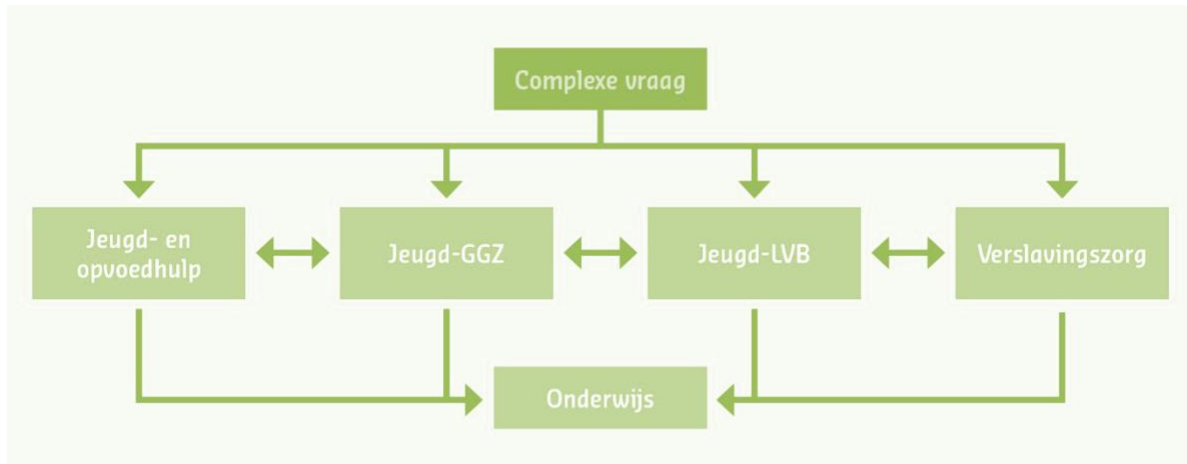 Complexe vraag
Jeugd- en
opvoedhulp
Jeugd-GGZ
Jeugd-LVB
Verslavingszorg
Onderwijs